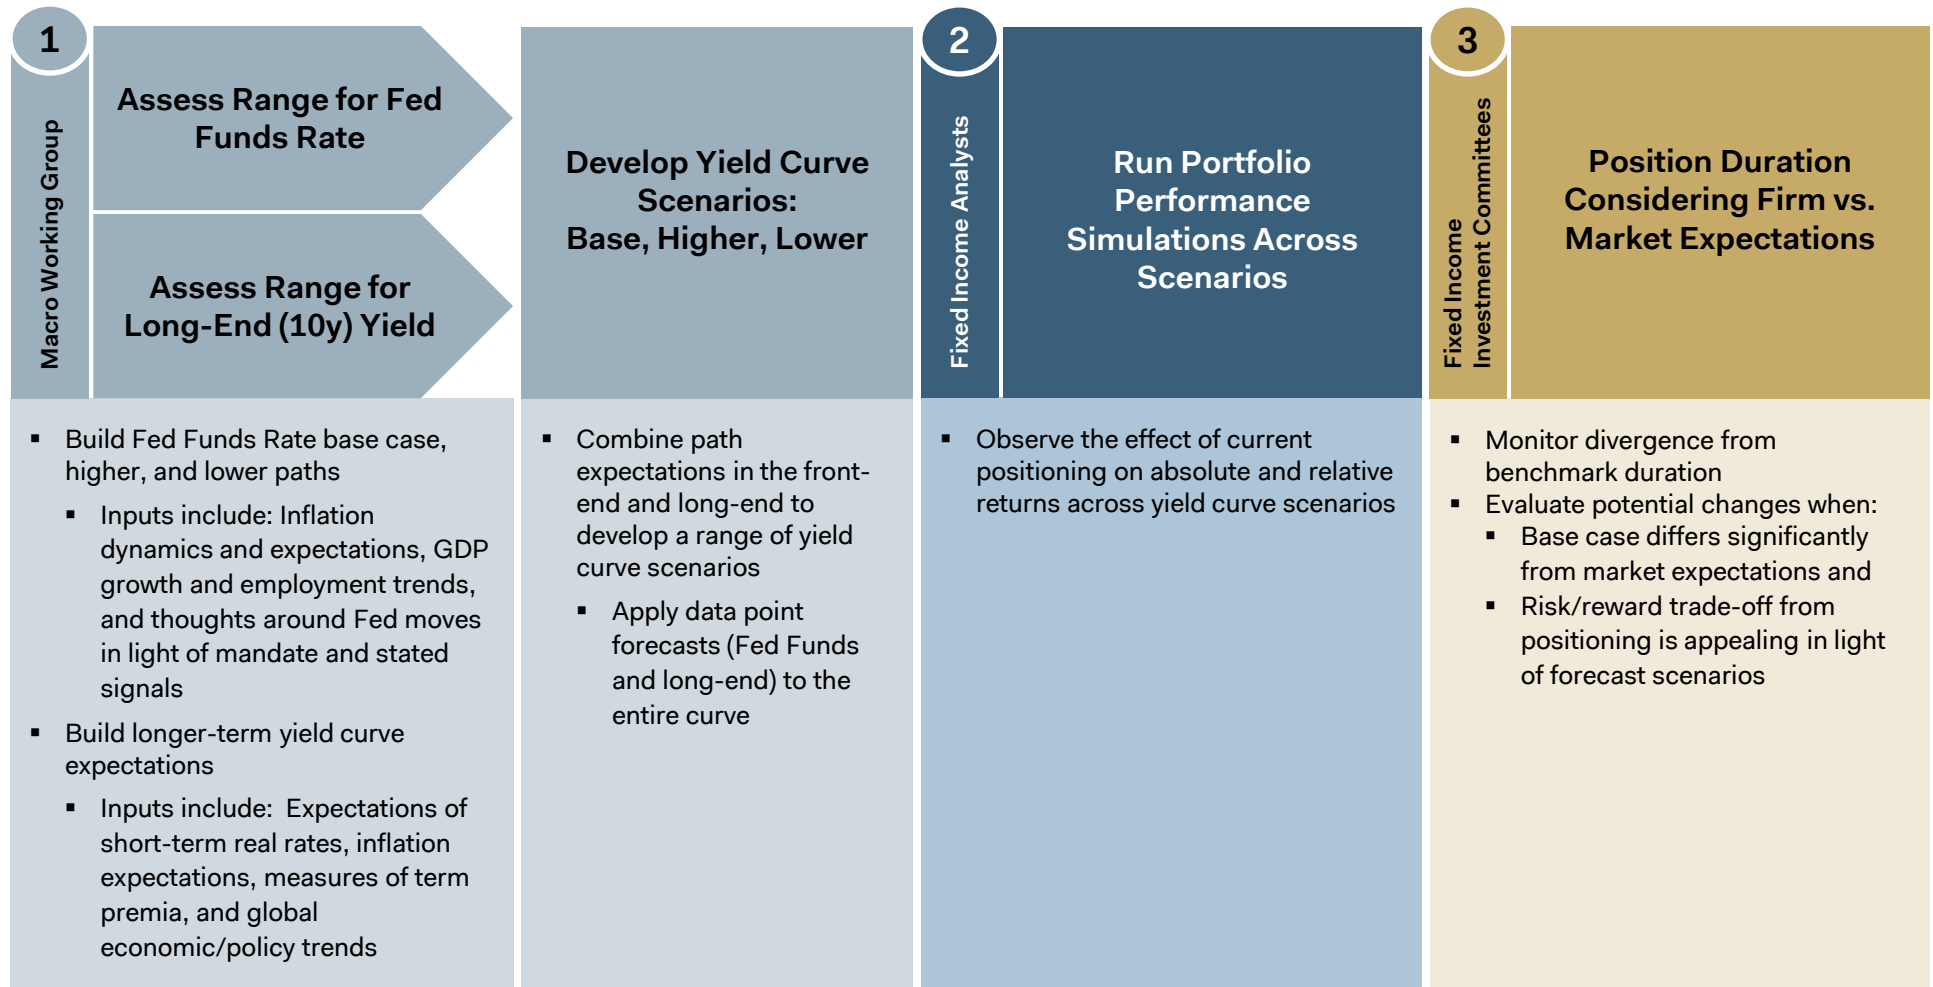 1
Macro Working Group
Assess Range for Fed
Funds Rate
Assess Range for
Long-End (10y) Yield
▪ Build Fed Funds Rate base case,
higher, and lower paths
▪ Inputs include: Inflation
dynamics and expectations, GDP
growth and employment trends,
and thoughts around Fed moves
in light of mandate and stated
signals
▪ Build longer-term yield curve
expectations
▪ Inputs include: Expectations of
short-term real rates, inflation
expectations, measures of term
premia, and global
economic/policy trends
Develop Yield Curve
Scenarios:
Base, Higher, Lower
▪ Combine path
expectations in the front-
end and long-end to
develop a range of yield
curve scenarios
▪ Apply data point
forecasts (Fed Funds
and long-end) to the
entire curve
2
Fixed Income Analysts
Run Portfolio
Performance
Simulations Across
Scenarios
▪ Observe the effect of current
positioning on absolute and relative
returns across yield curve scenarios
3
Fixed Income
Investment Committees
Position Duration
Considering Firm vs.
Market Expectations
▪ Monitor divergence from
benchmark duration
▪ Evaluate potential changes when:
▪ Base case differs significantly
from market expectations and
▪ Risk/reward trade-off from
positioning is appealing in light
of forecast scenarios